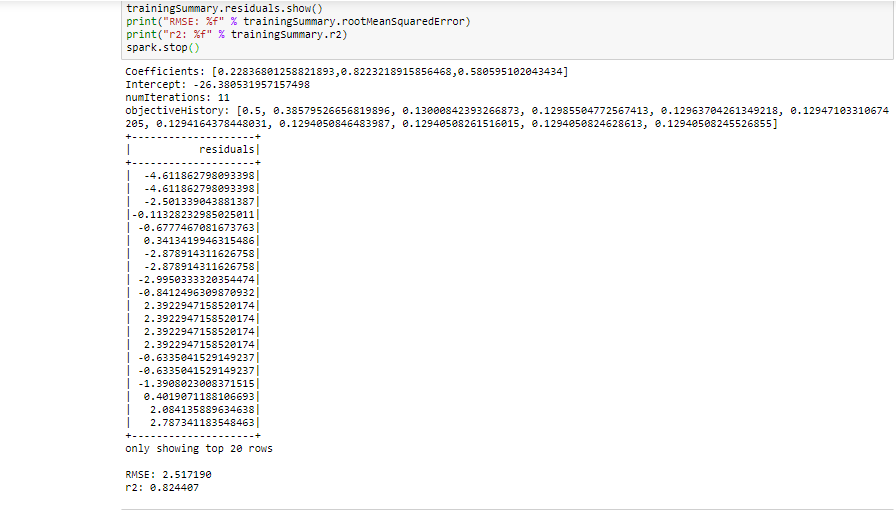 trainingSummary.residuals.show()
print("RMSE: %f" % trainingSummary.rootMeanSquaredError)
print("r2: %f" % trainingSummary.r2)
spark.stop()
Coefficients: [0.22836801258821893,0.8223218915856468,0.580595102043434]
Intercept: -26.380531957157498
numIterations: 11
objectiveHistory: [0.5, 0.38579526656819896, 0.13000842393266873, 0.12985504772567413, 0.12963704261349218, 0.12947103310674
205, 0.1294164378448031, 0.1294050846483987, 0.12940508261516015, 0.1294050824628613, 0.12940508245526855]
+--------------------+
|           residuals|
+--------------------+
|  -4.611862798093398|
|  -4.611862798093398|
|  -2.501339043881387|
|-0.11328232985025011|
| -0.6777467081673763|
|  0.3413419946315486|
|  -2.878914311626758|
|  -2.878914311626758|
| -2.9950333320354474|
| -0.8412496309870932|
|  2.3922947158520174|
|  2.3922947158520174|
|  2.3922947158520174|
|  2.3922947158520174|
| -0.6335041529149237|
| -0.6335041529149237|
| -1.3908023008371515|
|  0.4019071188106693|
|   2.084135889634638|
|   2.787341183548463|
+--------------------+
only showing top 20 rows
RMSE: 2.517190
r2: 0.824407